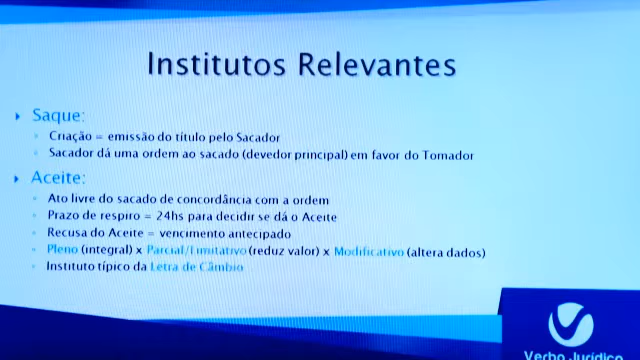 Institutos Relevantes
Saque:
Criação = emissão do título pelo Sacador
Sacador dá uma ordem ao sacado (devedor principal) em favor do Tomador
Aceite:
Ato livre do sacado de concordância com a ordem
Prazo de respiro = 24hs para decidir se dá o Aceite
Recusa do Aceite = vencimento antecipado
Pleno (integral) x Parcial/Limitativo (reduz valor) x Modificativo (altera dados)
Instituto típico da Letra de Câmbio
Verbo Jurídico